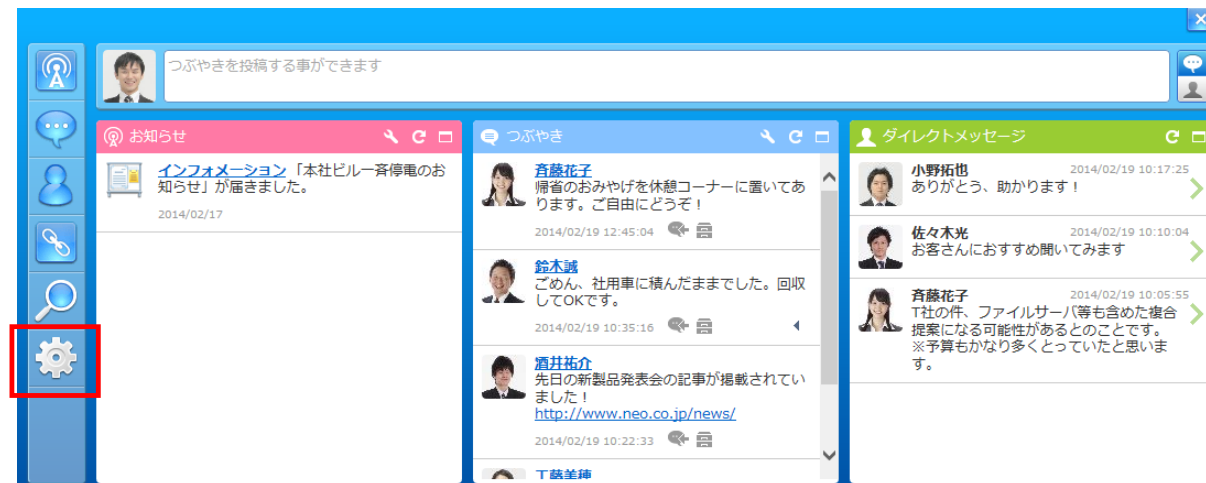 つぶやきを投稿する事ができます
お知らせ
インフォメーション「本社ビル一斉停電のお
知らせ」が届きました。
2014/02/17
つぶやき
斉藤花子
帰省のおみやげを休憩コーナーに置いてあ
ります。ご自由にどうぞ！
2014/02/19 12:45:04
鈴木誠
ごめん、社用車に積んだままでした。回収
してOKです。
2014/02/19 10:35:16
酒井祐介
先日の新製品発表会の記事が掲載されてい
ました！
http://www.neo.co.jp/news/
2014/02/19 10:22:33
工藤美穂
ダイレクトメッセージ
小野拓也 2014/02/19 10:17:25
ありがとう、助かります！
佐々木光 2014/02/19 10:10:04
お客さんにおすすめ聞いてみます
斉藤花子 2014/02/19 10:05:55
T社の件、ファイルサーバ等も含めた複合
提案になる可能性があるとのことです。
※予算もかなり多くとっていたと思いま
す。